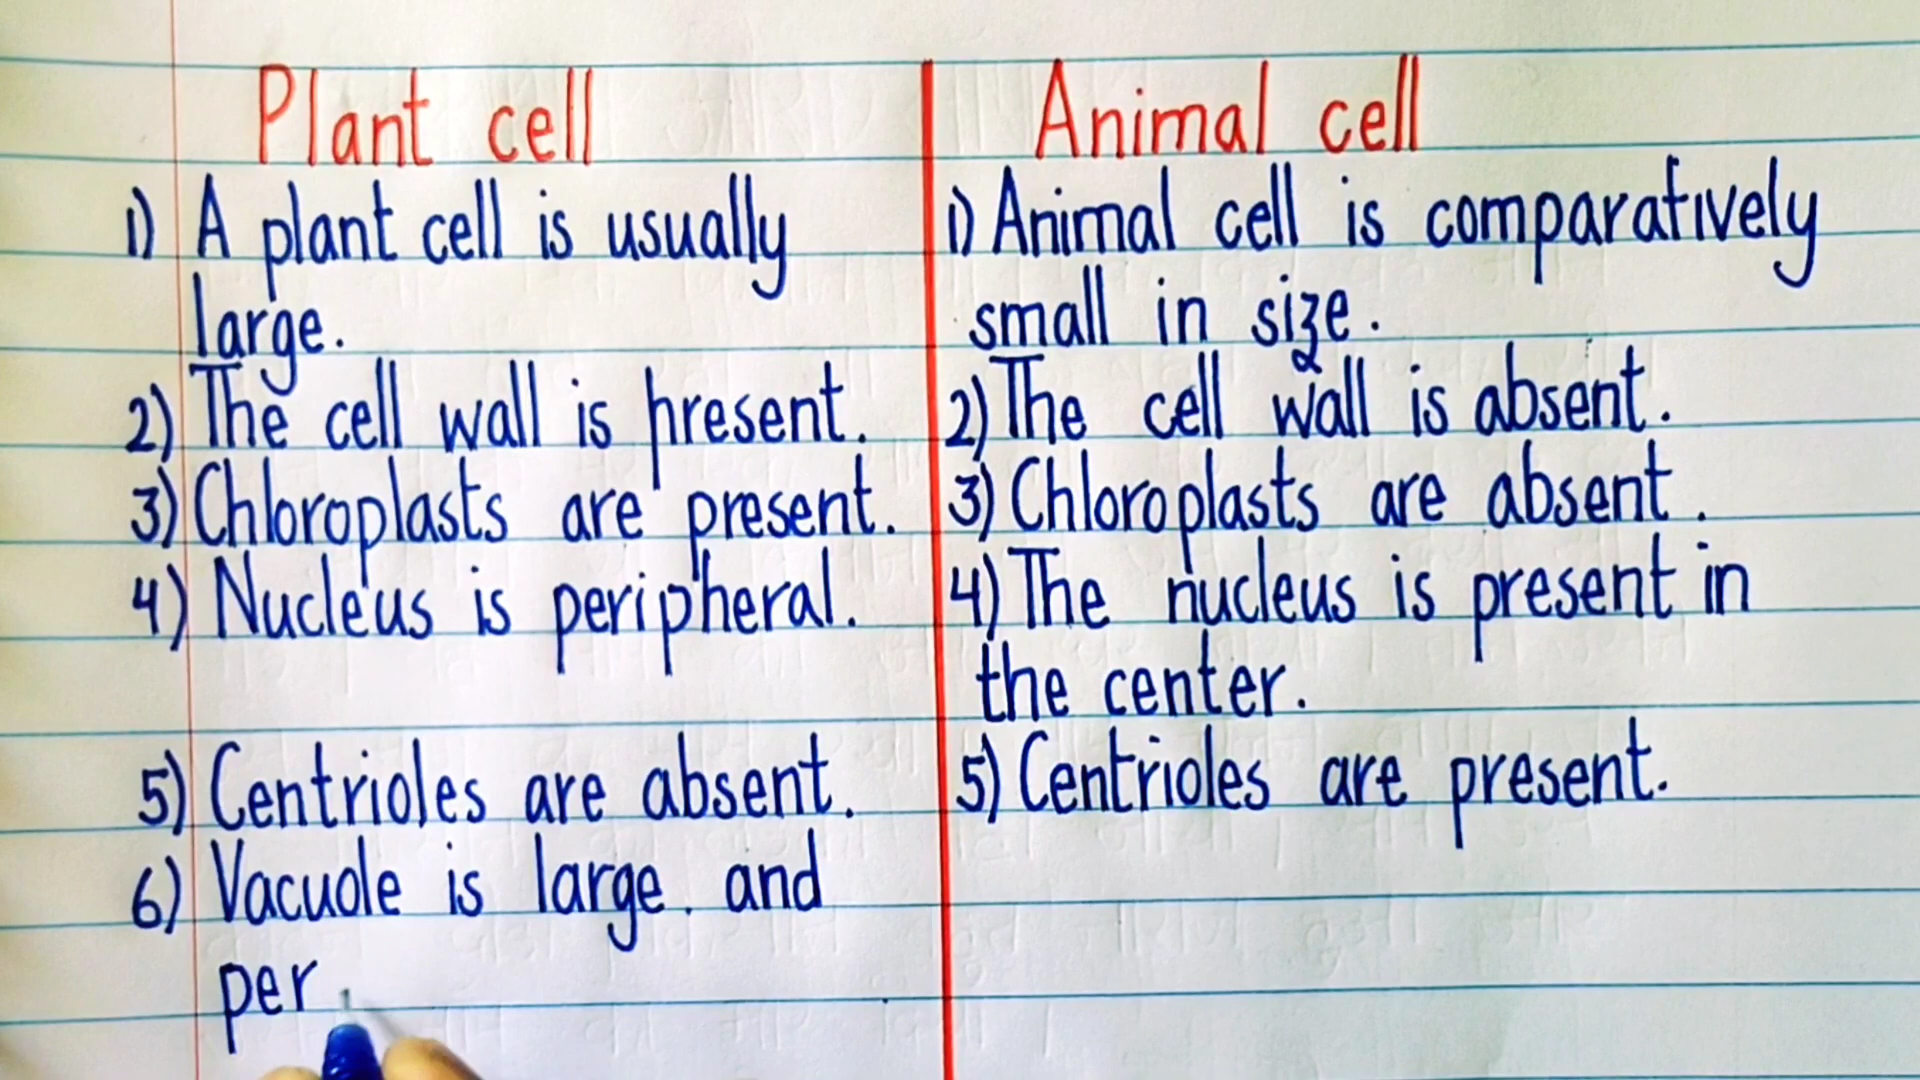 Plant cell
1) A plant cell is usually
large.
2) The cell wall is present.
3) Chloroplasts are present.
4) Nucleus is peripheral.
5) Centrioles are absent.
6) Vacuole is large. and
per
Animal cell
1) Animal cell is comparatively
small in size.
2) The cell wall is absent.
3) Chloroplasts are absent.
4) The nucleus is present in
the center.
5) Centrioles are present.